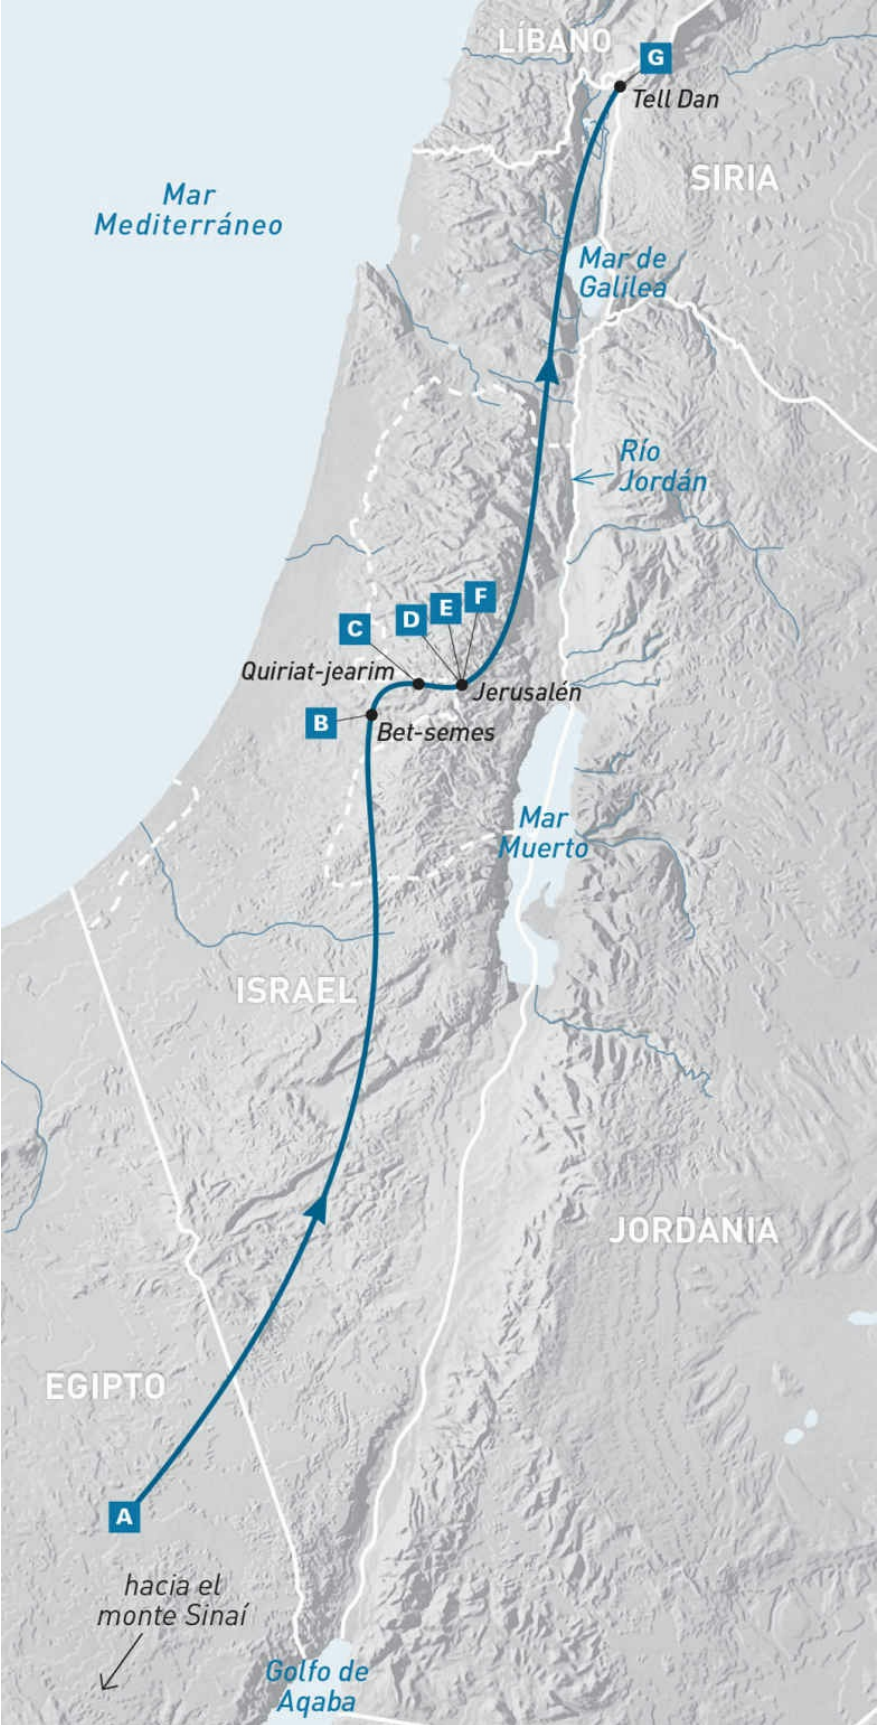 LÍBANO
G
Tell Dan
SIRIA
Mar
Mediterráneo
Mar de
Galilea
Río
Jordán
F
E
D
C
Quiriat-jearim
Jerusalén
B
Bet-semes
Mar
Muerto
ISRAEL
JORDANIA
EGIPTO
A
hacia el
monte Sinaí
Golfo de
Aqaba